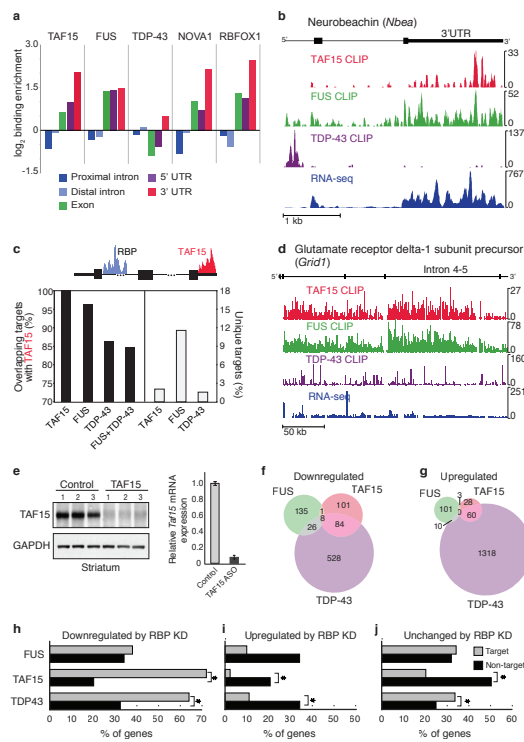 a
TAF15 FUS TDP-43 NOVA1 RBFOX1
log2 binding enrichment
3.0
2.0
1.0
0
-1.5
Proximal intron
Distal intron
Exon
5' UTR
3' UTR
b
Neurobeachin (Nbea)
5' 3'UTR 3'
TAF15 CLIP
33
0
FUS CLIP
52
0
TDP-43 CLIP
137
0
RNA-seq
767
0
1 kb
c
RBP TAF15
Overlapping targets
with TAF15 (%)
100
95
90
85
80
75
70
18
15
12
9
6
3
0
Unique targets (%)
TAF15
FUS
TDP-43
FUS+TDP-43
TAF15
FUS
TDP-43
d
Glutamate receptor delta-1 subunit precursor
(Grid1)
Intron 4-5
5' 3'
TAF15 CLIP
27
0
FUS CLIP
78
0
TDP-43 CLIP
160
0
RNA-seq
251
0
50 kb
e
Control TAF15
1 2 3 1 2 3
TAF15
GAPDH
Striatum
Relative Taf15 mRNA
expression
1.0
0.8
0.6
0.4
0.2
0
Control
TAF15 ASO
f
Downregulated
FUS TAF15
135
1
101
8
26
84
528
TDP-43
g
Upregulated
FUS TAF15
3
28
101
0
60
10
1318
TDP-43
h
Downregulated by RBP KD
FUS
TAF15
TDP43
*
*
0 10 20 30 40 50 60 70
% of genes
i
Upregulated by RBP KD
*
*
0 10 20 30 40 50 60
% of genes
j
Unchanged by RBP KD
Target
Non-target
*
*
0 10 20 30 40 50 60
% of genes